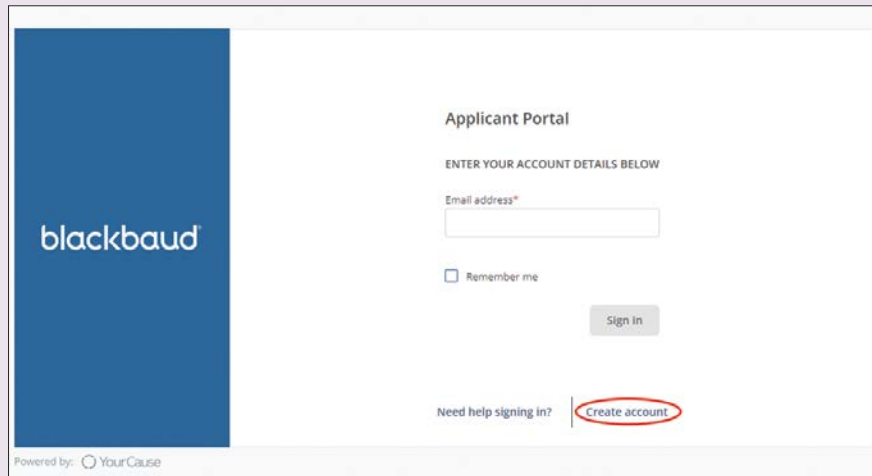 blackbaud®
Applicant Portal
ENTER YOUR ACCOUNT DETAILS BELOW
Email address*
Remember me
Sign in
Need help signing in?
Create account
Powered by: YourCause